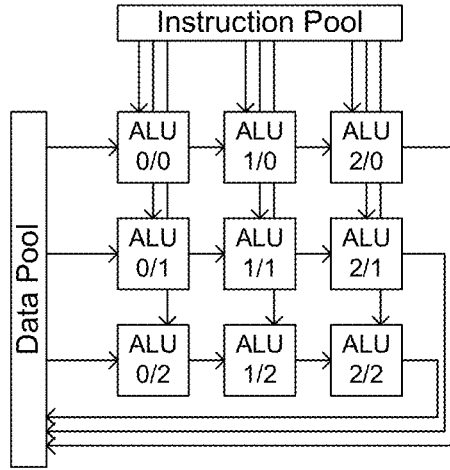 Instruction Pool
ALU
0/0
ALU
1/0
ALU
2/0
ALU
0/1
ALU
1/1
ALU
2/1
ALU
0/2
ALU
1/2
ALU
2/2
Data Pool